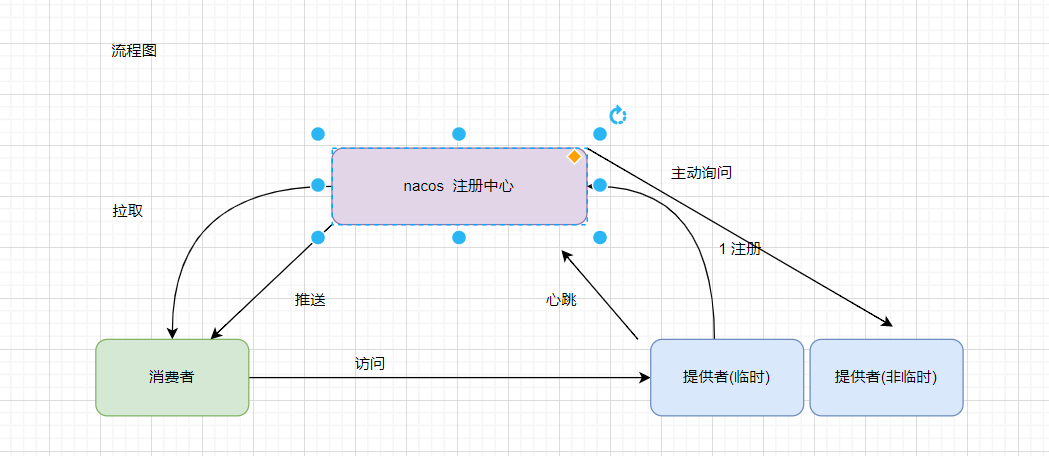 流程图
nacos  注册中心
主动询问
拉取
1 注册
推送
心跳
访问
消费者
提供者(临时)
提供者(非临时)